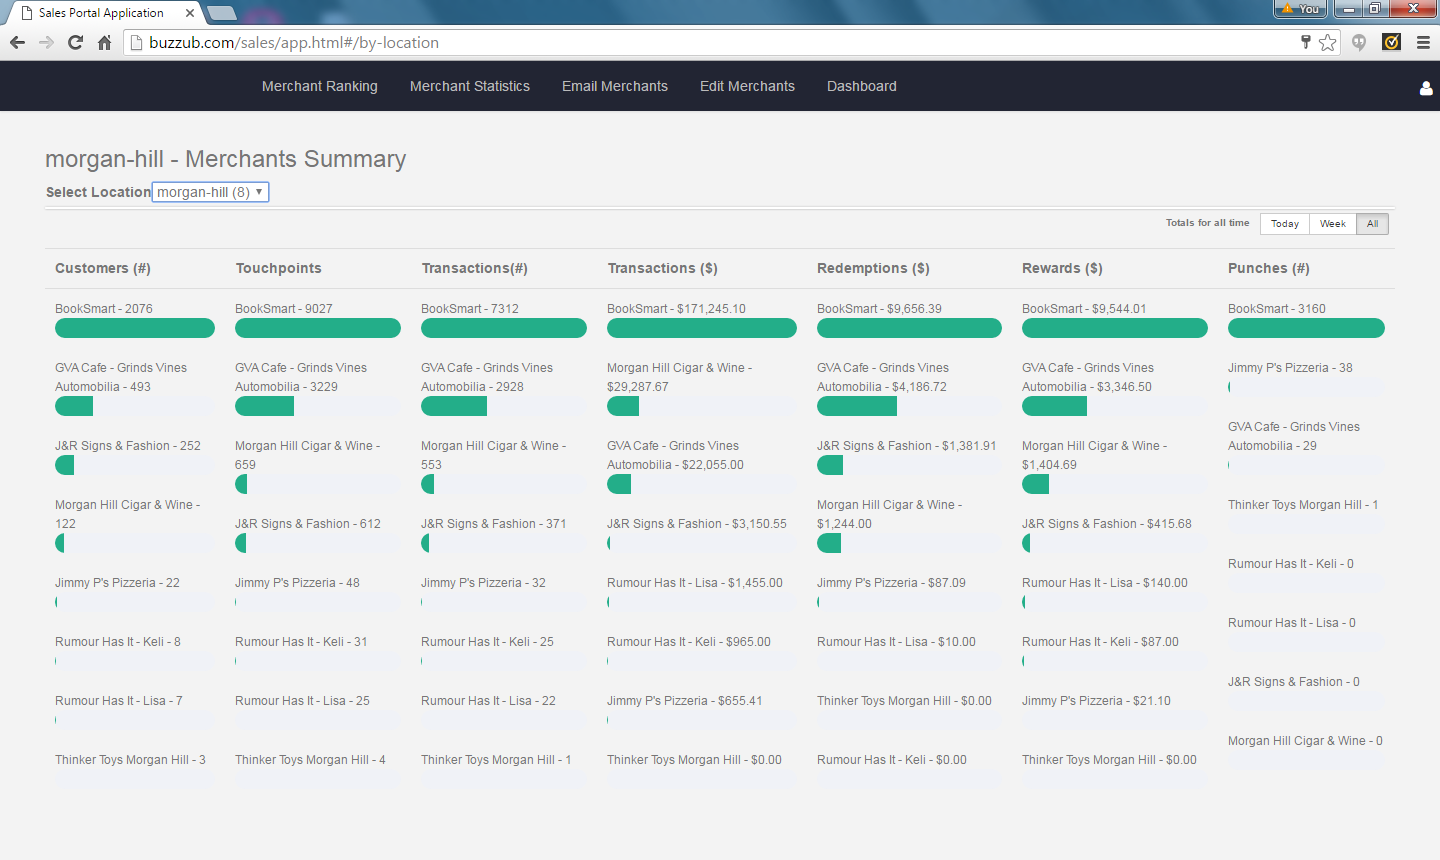 Sales Portal Application
You
buzzub.com/sales/app.html#/by-location
Merchant Ranking
Merchant Statistics
Email Merchants
Edit Merchants
Dashboard
morgan-hill - Merchants Summary
Select Location morgan-hill (8)
Totals for all time
Today
Week
All
Customers (#)
BookSmart - 2076
GVA Cafe - Grinds Vines
Automobilia - 493
J&R Signs & Fashion - 252
Morgan Hill Cigar & Wine -
122
Jimmy P's Pizzeria - 22
Rumour Has It - Keli - 8
Rumour Has It - Lisa - 7
Thinker Toys Morgan Hill - 3
Touchpoints
BookSmart - 9027
GVA Cafe - Grinds Vines
Automobilia - 3229
Morgan Hill Cigar & Wine -
659
J&R Signs & Fashion - 612
Jimmy P's Pizzeria - 48
Rumour Has It - Keli - 31
Rumour Has It - Lisa - 25
Thinker Toys Morgan Hill - 4
Transactions(#)
BookSmart - 7312
GVA Cafe - Grinds Vines
Automobilia - 2928
Morgan Hill Cigar & Wine -
553
J&R Signs & Fashion - 371
Jimmy P's Pizzeria - 32
Rumour Has It - Keli - 25
Rumour Has It - Lisa - 22
Thinker Toys Morgan Hill - 1
Transactions ($)
BookSmart - $171,245.10
Morgan Hill Cigar & Wine -
$29,287.67
GVA Cafe - Grinds Vines
Automobilia - $22,055.00
J&R Signs & Fashion - $3,150.55
Rumour Has It - Lisa - $1,455.00
Rumour Has It - Keli - $965.00
Jimmy P's Pizzeria - $655.41
Thinker Toys Morgan Hill - $0.00
Redemptions ($)
BookSmart - $9,656.39
GVA Cafe - Grinds Vines
Automobilia - $4,186.72
J&R Signs & Fashion - $1,381.91
Morgan Hill Cigar & Wine -
$1,244.00
Jimmy P's Pizzeria - $87.09
Rumour Has It - Lisa - $10.00
Thinker Toys Morgan Hill - $0.00
Rumour Has It - Keli - $0.00
Rewards ($)
BookSmart - $9,544.01
GVA Cafe - Grinds Vines
Automobilia - $3,346.50
Morgan Hill Cigar & Wine -
$1,404.69
J&R Signs & Fashion - $415.68
Rumour Has It - Lisa - $140.00
Rumour Has It - Keli - $87.00
Jimmy P's Pizzeria - $21.10
Thinker Toys Morgan Hill - $0.00
Punches (#)
BookSmart - 3160
Jimmy P's Pizzeria - 38
GVA Cafe - Grinds Vines
Automobilia - 29
Thinker Toys Morgan Hill - 1
Rumour Has It - Keli - 0
Rumour Has It - Lisa - 0
J&R Signs & Fashion - 0
Morgan Hill Cigar & Wine - 0